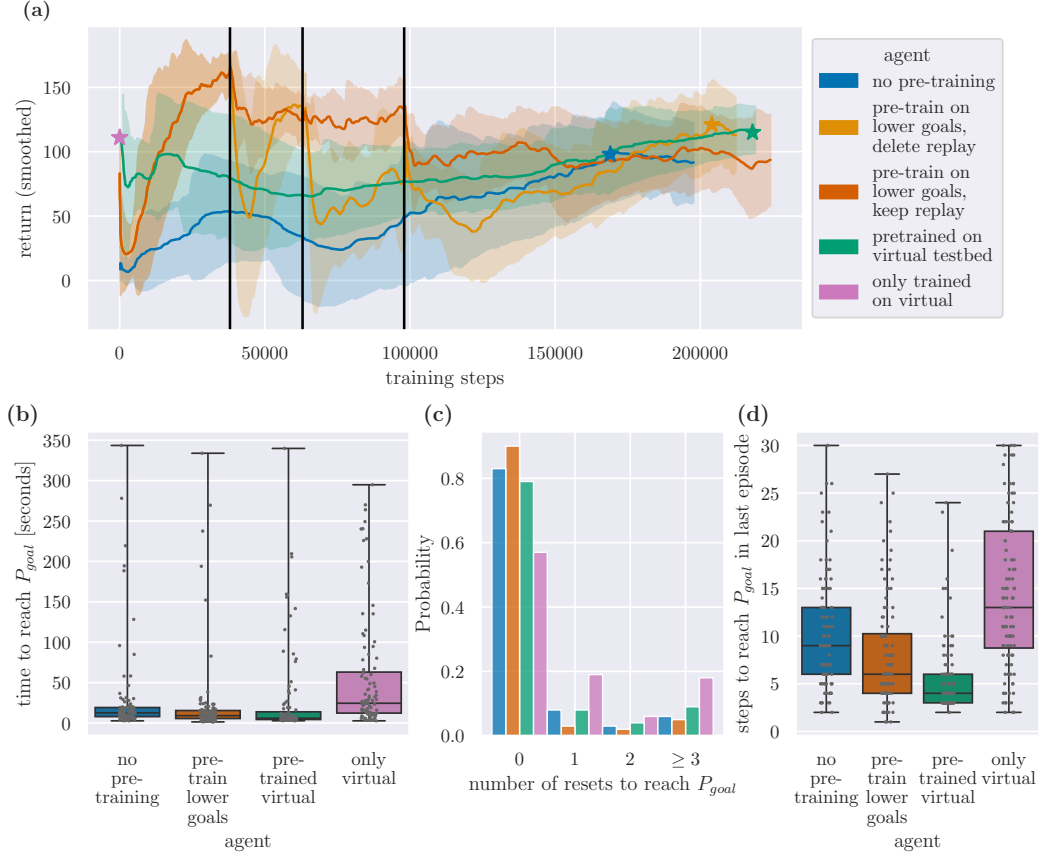 (a)
return (smoothed)
150
100
50
0
0
50000
100000
150000
200000
training steps
agent
no pre-training
pre-train on
lower goals,
delete replay
pre-train on
lower goals,
keep replay
pretrained on
virtual testbed
only trained
on virtual
(b)
time to reach P_goal [seconds]
350
300
250
200
150
100
50
0
no
pre-
training
pre-
train
lower
goals
pre-
trained
virtual
only
virtual
agent
(c)
Probability
0.8
0.6
0.4
0.2
0.0
0
1
2
≥ 3
number of resets to reach P_goal
(d)
steps to reach P_goal in last episode
30
25
20
15
10
5
0
no
pre-
training
pre-
train
lower
goals
pre-
trained
virtual
only
virtual
agent